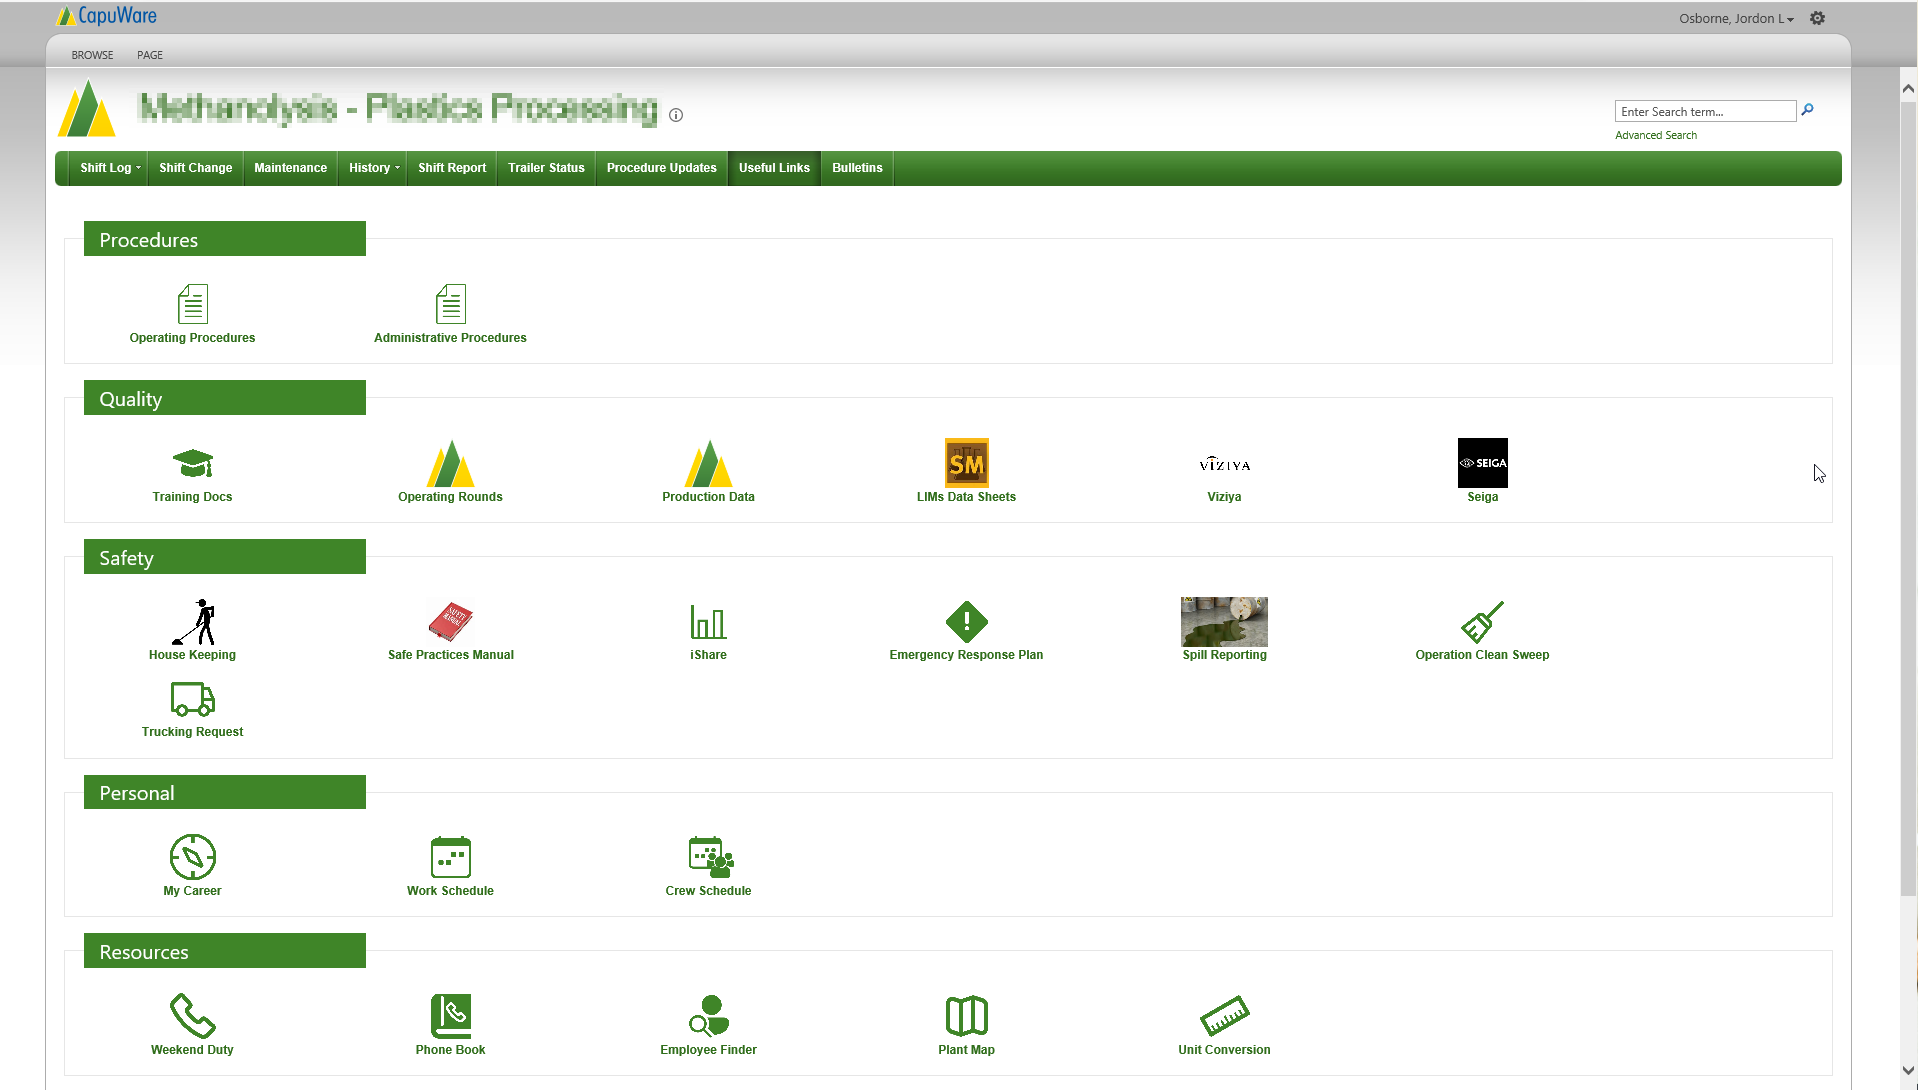 CapuWare
Osborne, Jordon L
BROWSE PAGE
Methanolysis - Plastics Processing
Enter Search term...
Advanced Search
Shift Log Shift Change Maintenance History Shift Report Trailer Status Procedure Updates Useful Links Bulletins
Procedures
Operating Procedures Administrative Procedures
Quality
SM VIZIYA SEIGA
Training Docs Operating Rounds Production Data LIMs Data Sheets Viziya Seiga
Safety
SAFETY MANUAL
House Keeping Safe Practices Manual iShare Emergency Response Plan Spill Reporting Operation Clean Sweep
Trucking Request
Personal
My Career Work Schedule Crew Schedule
Resources
Weekend Duty Phone Book Employee Finder Plant Map Unit Conversion